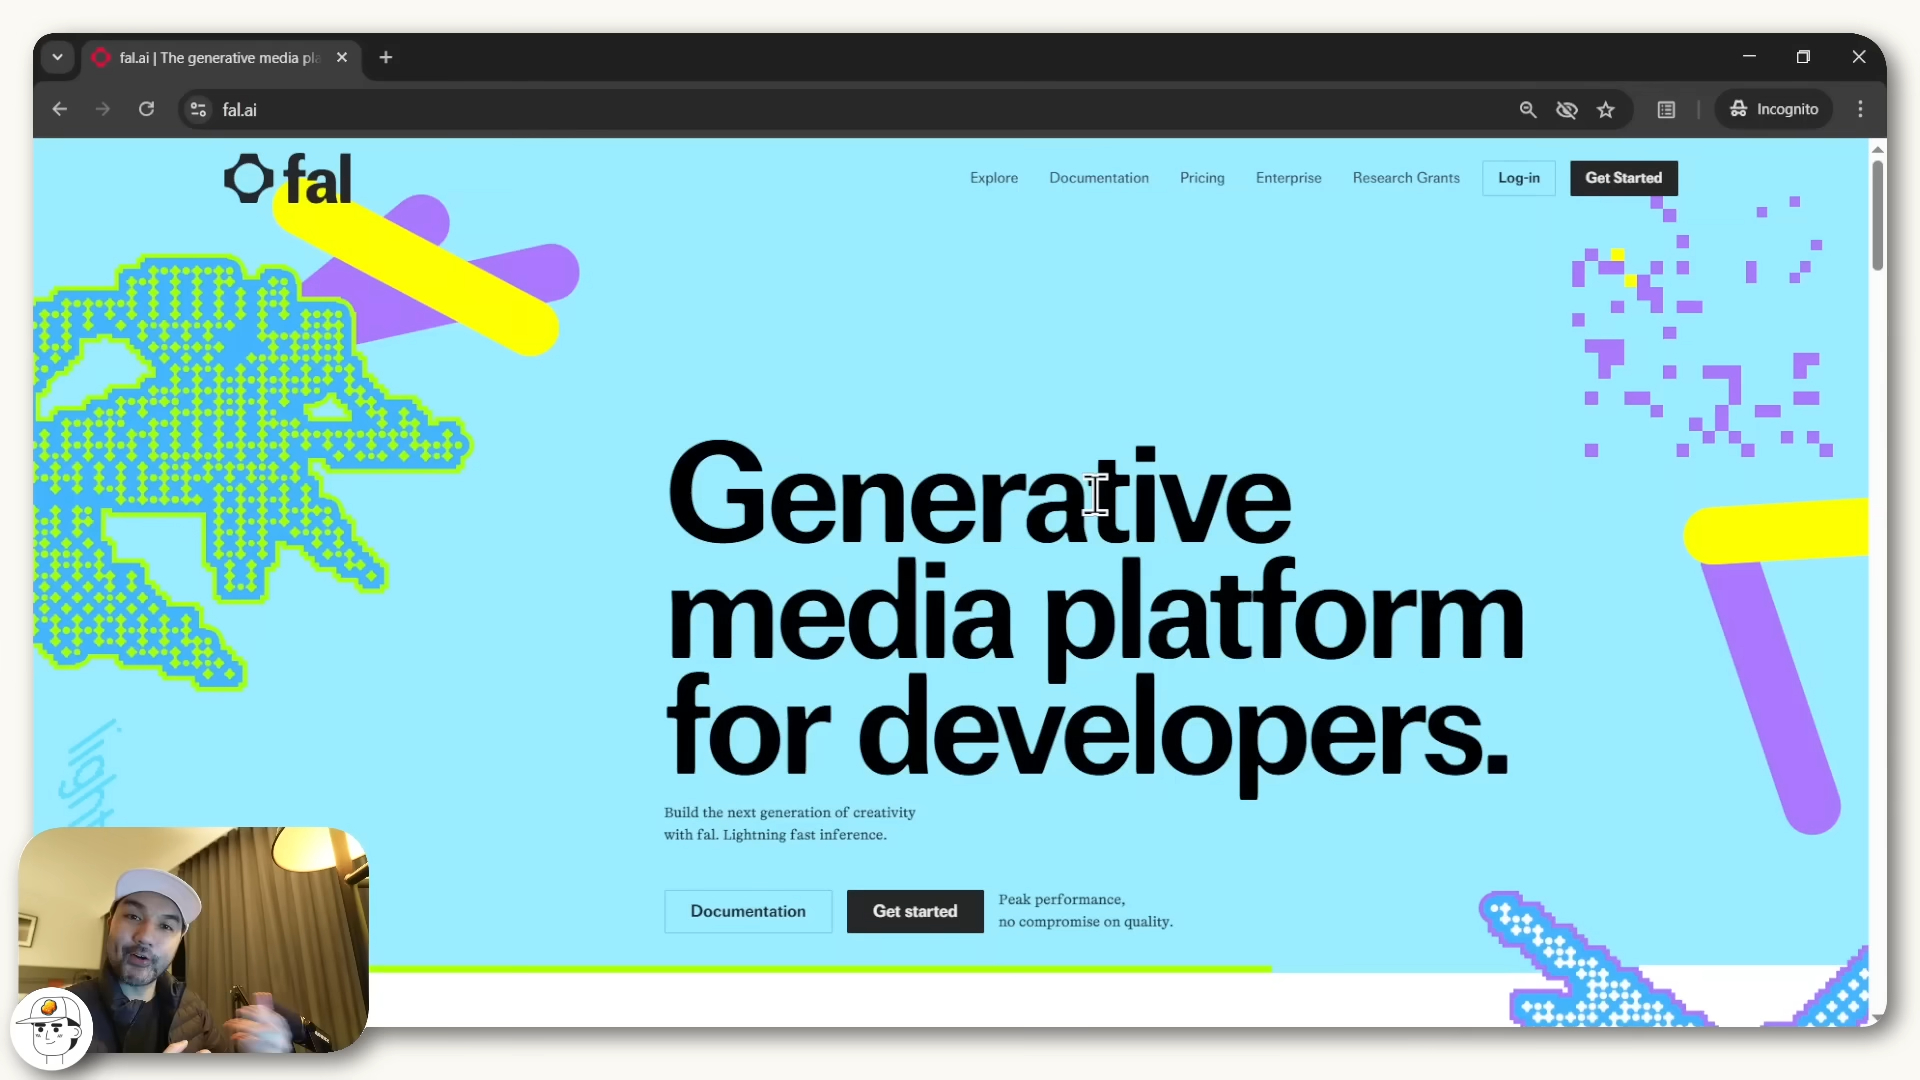 fal.ai | The generative media pla
fal.ai
Incognito
fal
Explore
Documentation
Pricing
Enterprise
Research Grants
Log-in
Get Started
Generative
media platform
for developers.
Build the next generation of creativity
with fal. Lightning fast inference.
Documentation
Get started
Peak performance,
no compromise on quality.